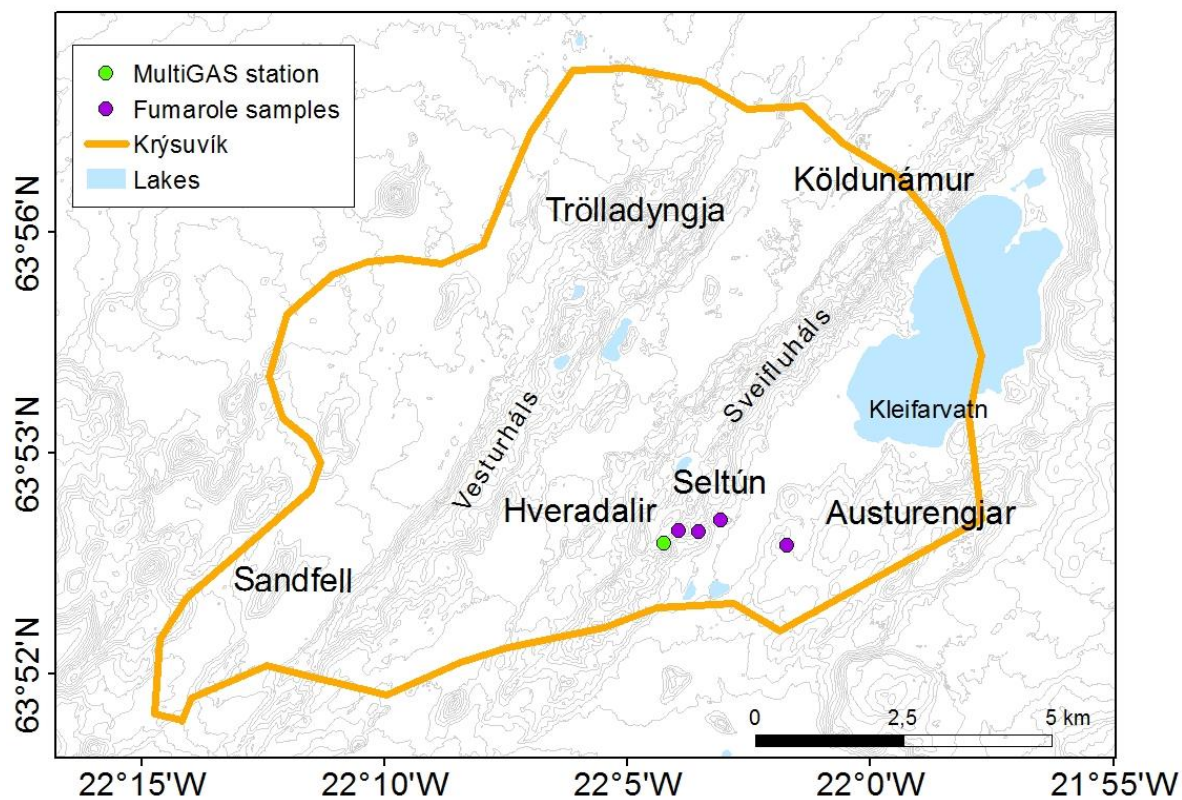 MultiGAS station
Fumarole samples
Krýsuvík
Lakes
Köldunámur
Trölladyngja
63°56'N
Sveifluháls
Vesturháls
Kleifarvatn
63°53'N
Seltún
Hveradalir
Austurengjar
Sandfell
63°52'N
0 2,5 5 km
22°15'W 22°10'W 22°5'W 22°0'W 21°55'W